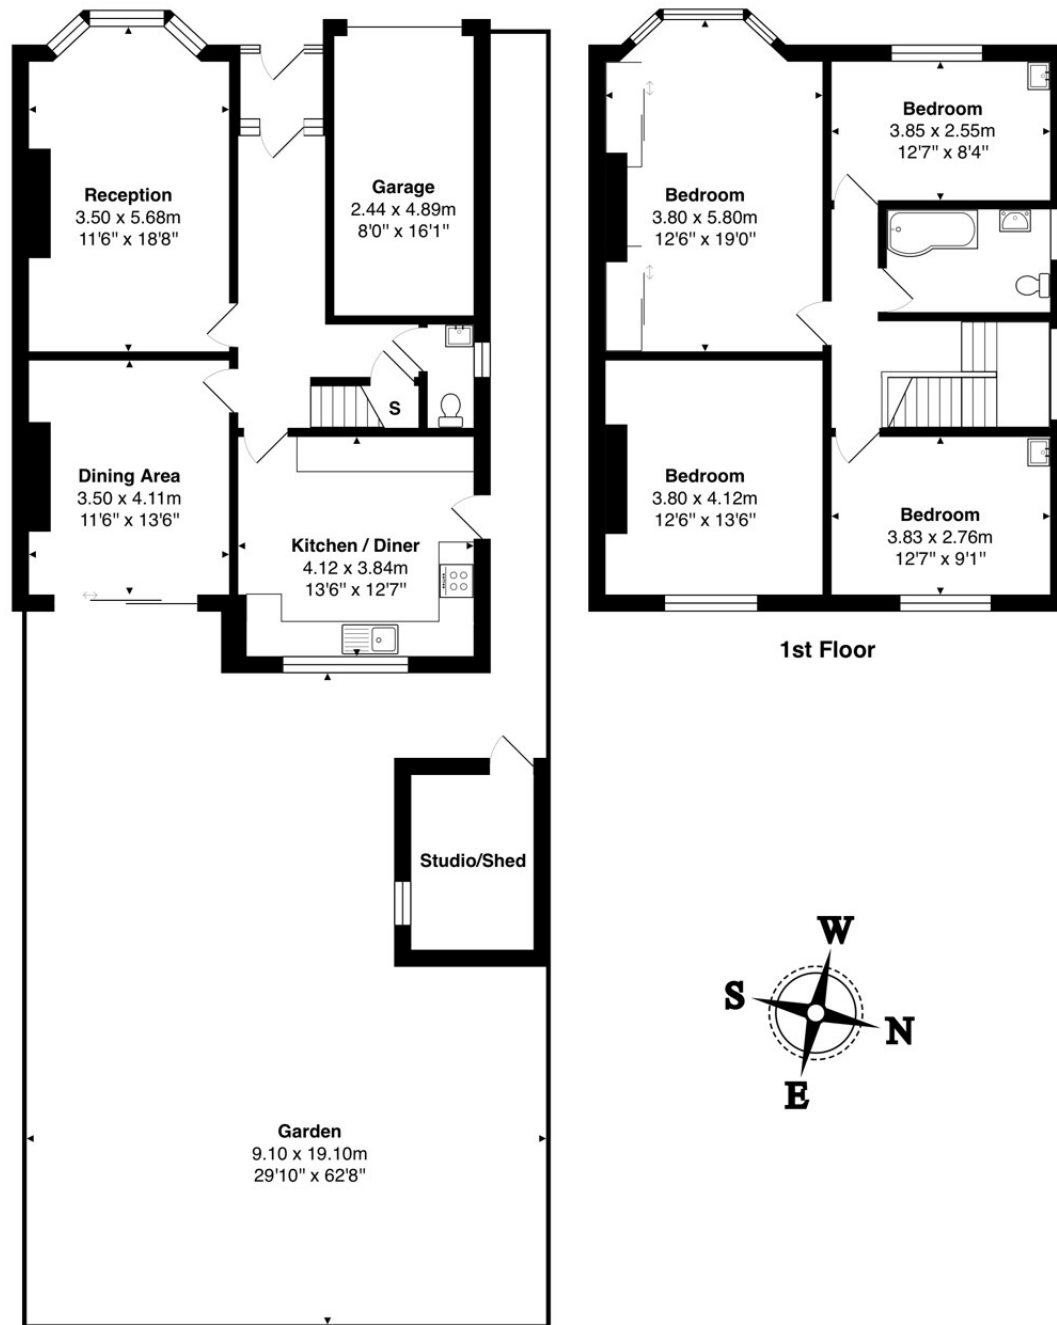 Reception
3.50 x 5.68m
11'6" x 18'8"
Garage
2.44 x 4.89m
8'0" x 16'1"
S
Dining Area
3.50 x 4.11m
11'6" x 13'6"
Kitchen / Diner
4.12 x 3.84m
13'6" x 12'7"
Studio/Shed
Garden
9.10 x 19.10m
29'10" x 62'8"
Bedroom
3.80 x 5.80m
12'6" x 19'0"
Bedroom
3.85 x 2.55m
12'7" x 8'4"
Bedroom
3.80 x 4.12m
12'6" x 13'6"
Bedroom
3.83 x 2.76m
12'7" x 9'1"
1st Floor
W
S
N
E